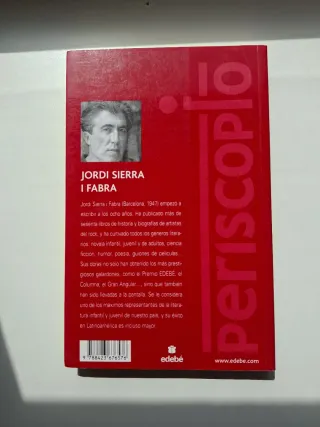 JORDI SIERRA
I FABRA
Jordi Sierra i Fabra (Barcelona, 1947) empezó a
escribir a los ocho años. He publicado más de
setenta libros de historia y biografías de artistas
del rock, y ha cultivado todos los géneros litera-
rios: novela infantil, juvenil y de adultos, ciencia-
ficción, humor, poesía, guiones de películas...
Sus obras no solo han obtenido los más presti-
giosos galardones, como el Premio EDEBÉ, el
Columna, el Gran Angular..., sino que también
han sido llevadas a la pantalla. Se le considera
uno de los máximos representantes de la litera-
tura infantil y juvenil de nuestro país, y su éxito
en Latinoamérica es incluso mayor.
periscopio
edebé
www.edebe.com